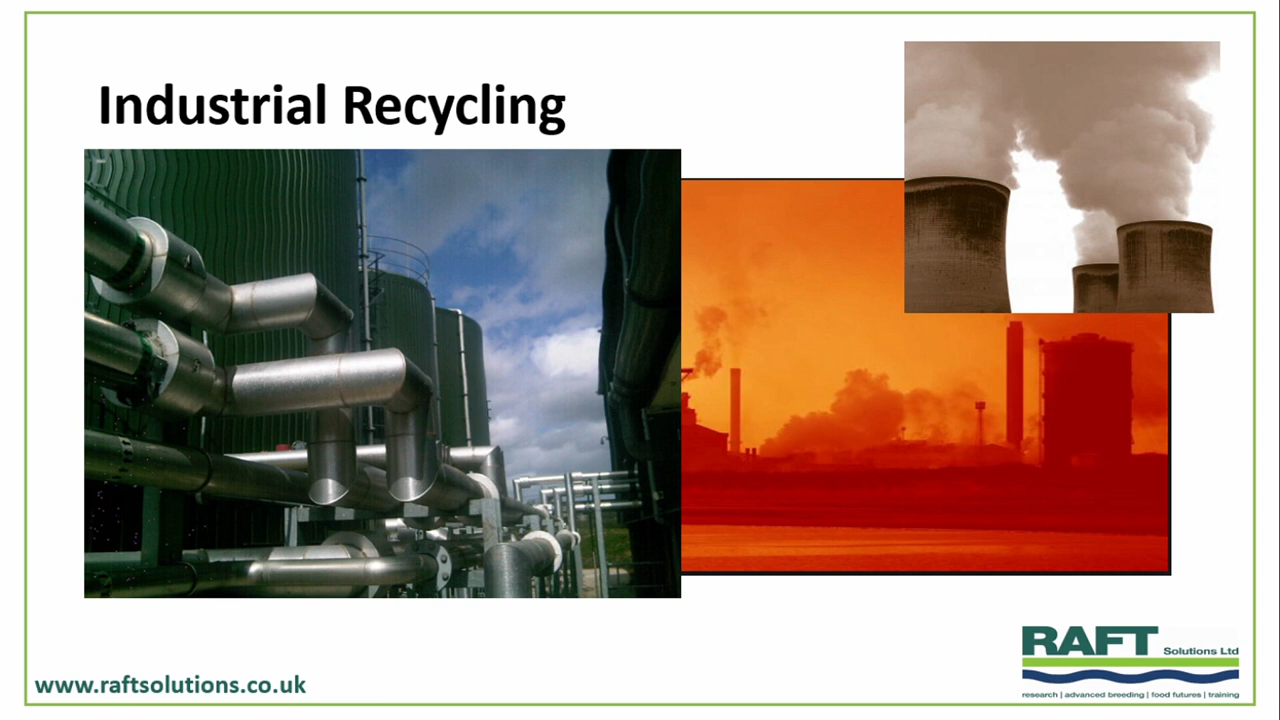 Industrial Recycling
RAFT Solutions Ltd
research | advanced breeding | food futures | training
www.raftsolutions.co.uk